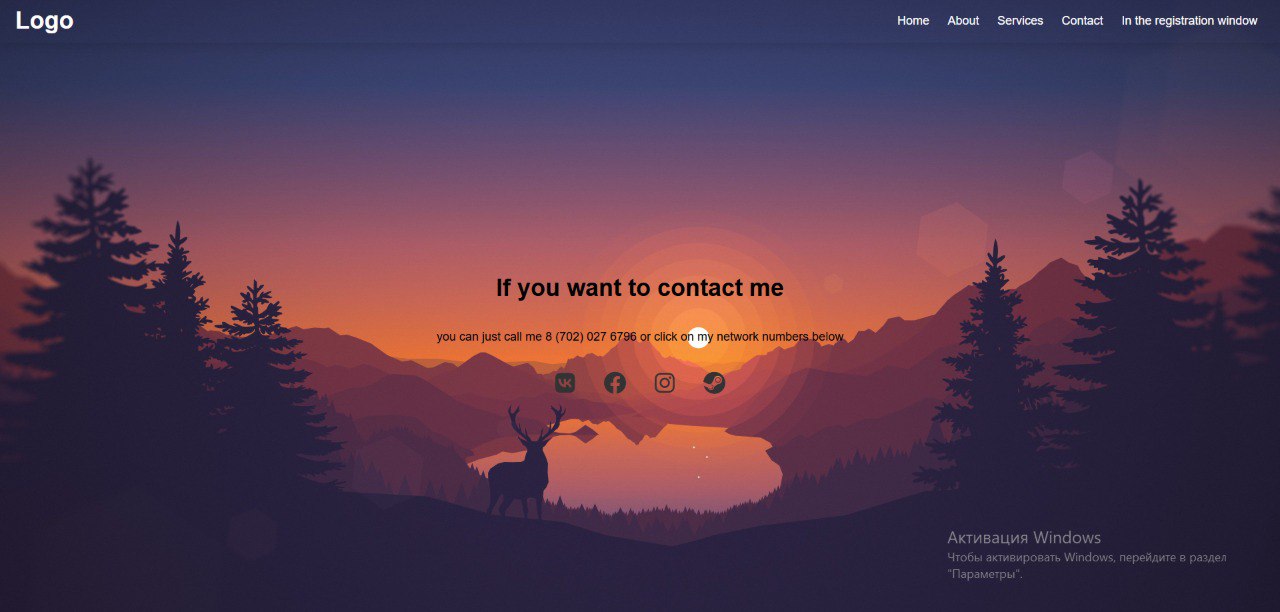 Logo
Home About Services Contact In the registration window
If you want to contact me
you can just call me 8 (702) 027 6796 or click on my network numbers below
Активация Windows
Чтобы активировать Windows, перейдите в раздел
"Параметры".